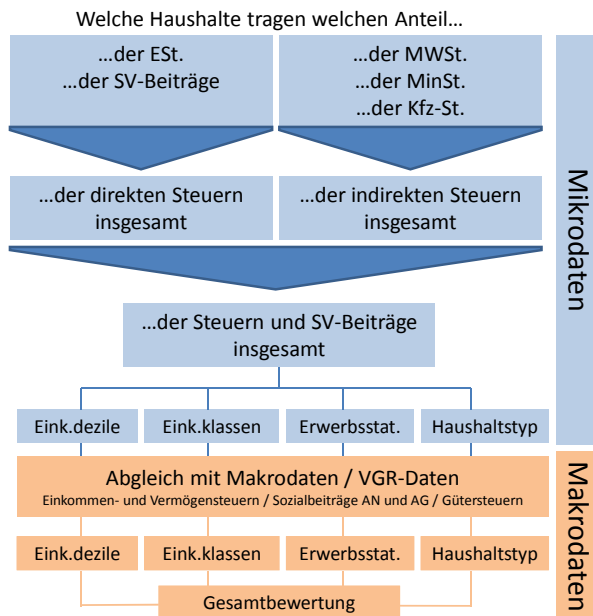 Welche Haushalte tragen welchen Anteil…
…der ESt.
…der SV-Beiträge
…der MWSt.
…der MinSt.
…der Kfz-St.
…der direkten Steuern
insgesamt
…der indirekten Steuern
insgesamt
…der Steuern und SV-Beiträge
insgesamt
Eink.dezile
Eink.klassen
Erwerbsstat.
Haushaltstyp
Mikrodaten
Abgleich mit Makrodaten / VGR-Daten
Einkommen- und Vermögensteuern / Sozialbeiträge AN und AG / Gütersteuern
Eink.dezile
Eink.klassen
Erwerbsstat.
Haushaltstyp
Gesamtbewertung
Makrodaten